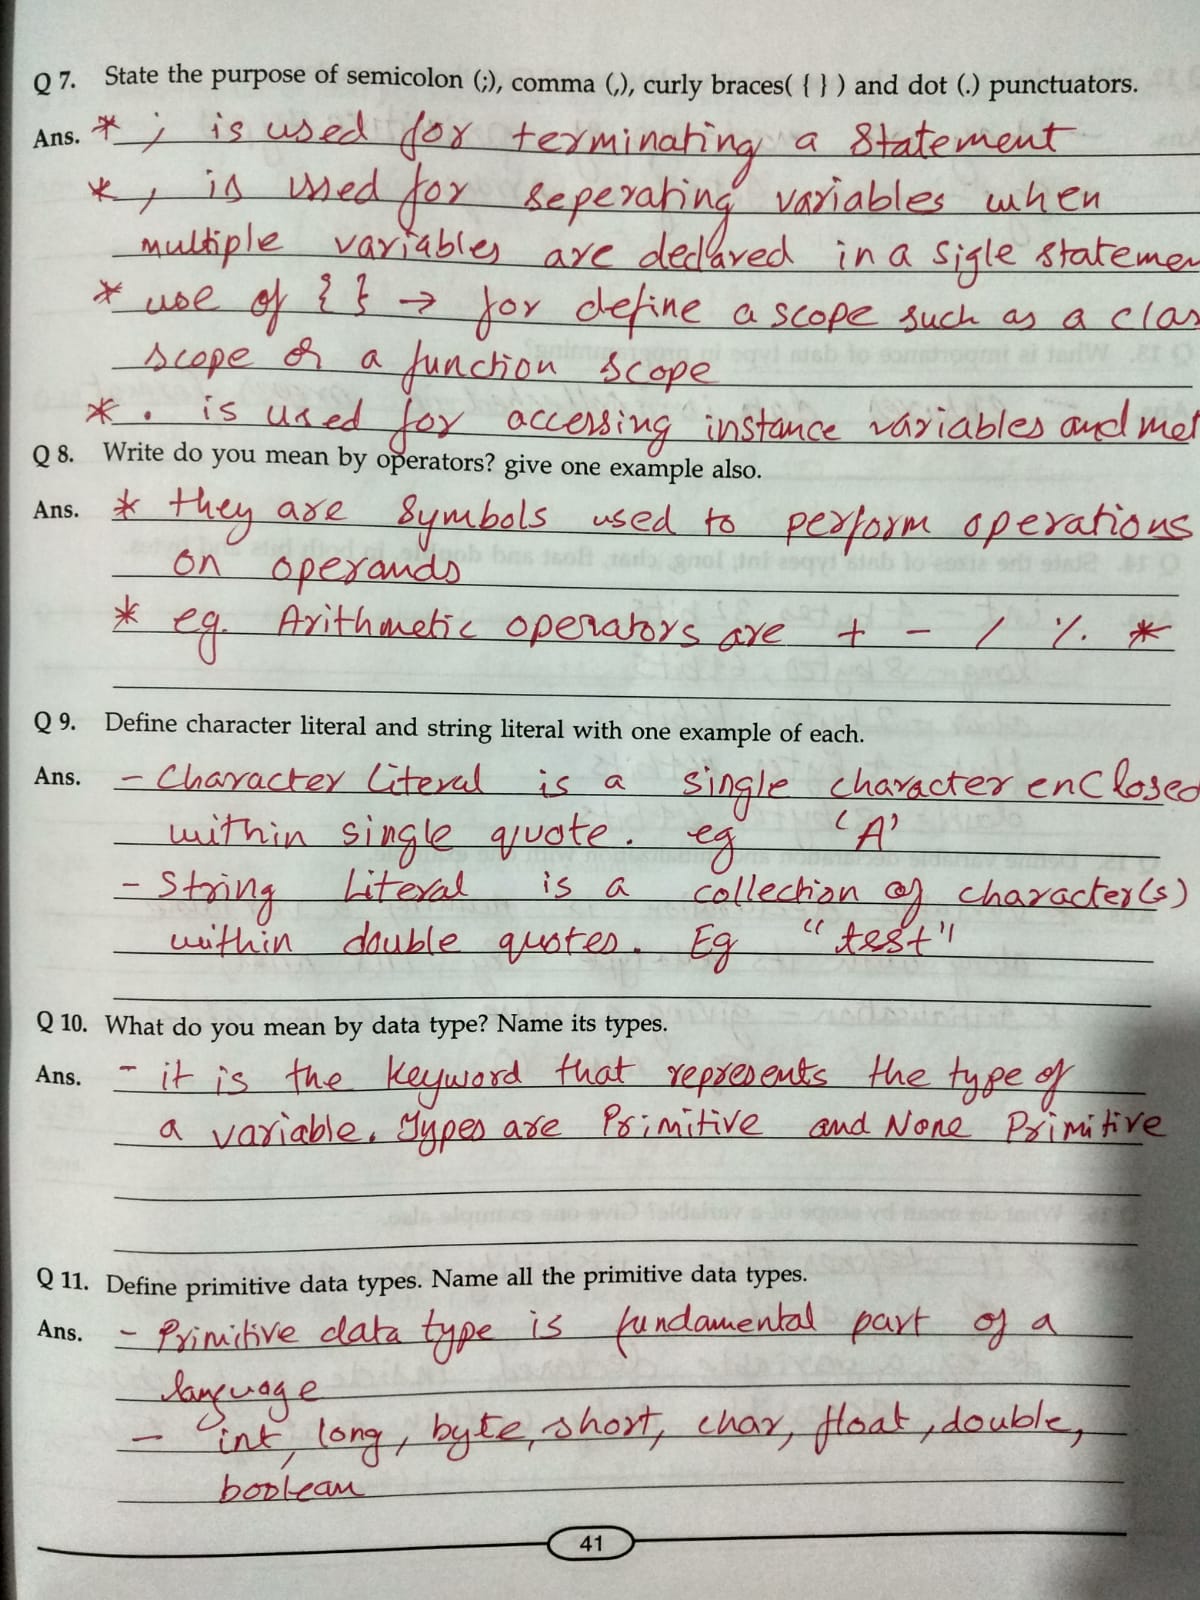 Q 7. State the purpose of semicolon (;), comma (,), curly braces( { } ) and dot (.) punctuators.
Ans. * ; is used for terminating a Statement
* , is used for seperating variables when
multiple variables are declared in a sigle statemen
* use of { } → for define a scope such as a clas
scope or a function scope
* . is used for accessing instance variables and met
Q 8. Write do you mean by operators? give one example also.
Ans. * they are symbols used to perform operations
on operands
* eg. Arithmetic operators are + - / % *
Q 9. Define character literal and string literal with one example of each.
Ans. - Character literal is a single character enclosed
within single quote. eg 'A'
- String Literal is a collection of character(s)
within double quotes. Eg "test"
Q 10. What do you mean by data type? Name its types.
Ans. - it is the keyword that represents the type of
a variable. Types are Primitive and None Primitive
Q 11. Define primitive data types. Name all the primitive data types.
Ans. - Primitive data type is fundamental part of a
language
- int, long, byte, short, char, float, double,
boolean
41